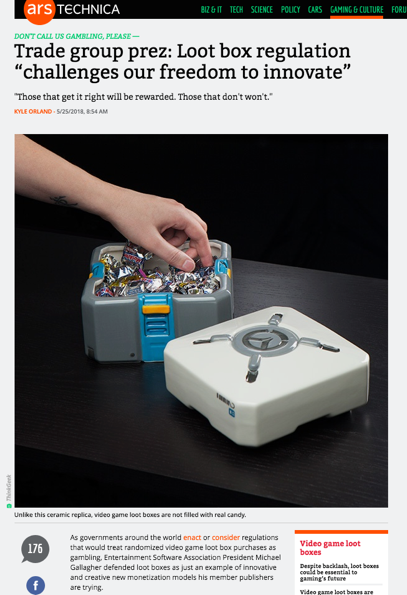 ars TECHNICA
BIZ & IT TECH SCIENCE POLICY CARS GAMING & CULTURE FORU
DON'T CALL US GAMBLING, PLEASE —
Trade group prez: Loot box regulation
“challenges our freedom to innovate”
"Those that get it right will be rewarded. Those that don't won't."
KYLE ORLAND - 5/25/2018, 8:54 AM
ThinkGeek
Unlike this ceramic replica, video game loot boxes are not filled with real candy.
176
As governments around the world enact or consider regulations
that would treat randomized video game loot box purchases as
gambling, Entertainment Software Association President Michael
Gallagher defended loot boxes as just an example of innovative
and creative new monetization models his member publishers
are trying.
f
Video game loot
boxes
Despite backlash, loot boxes
could be essential to
gaming's future
Video game loot boxes are